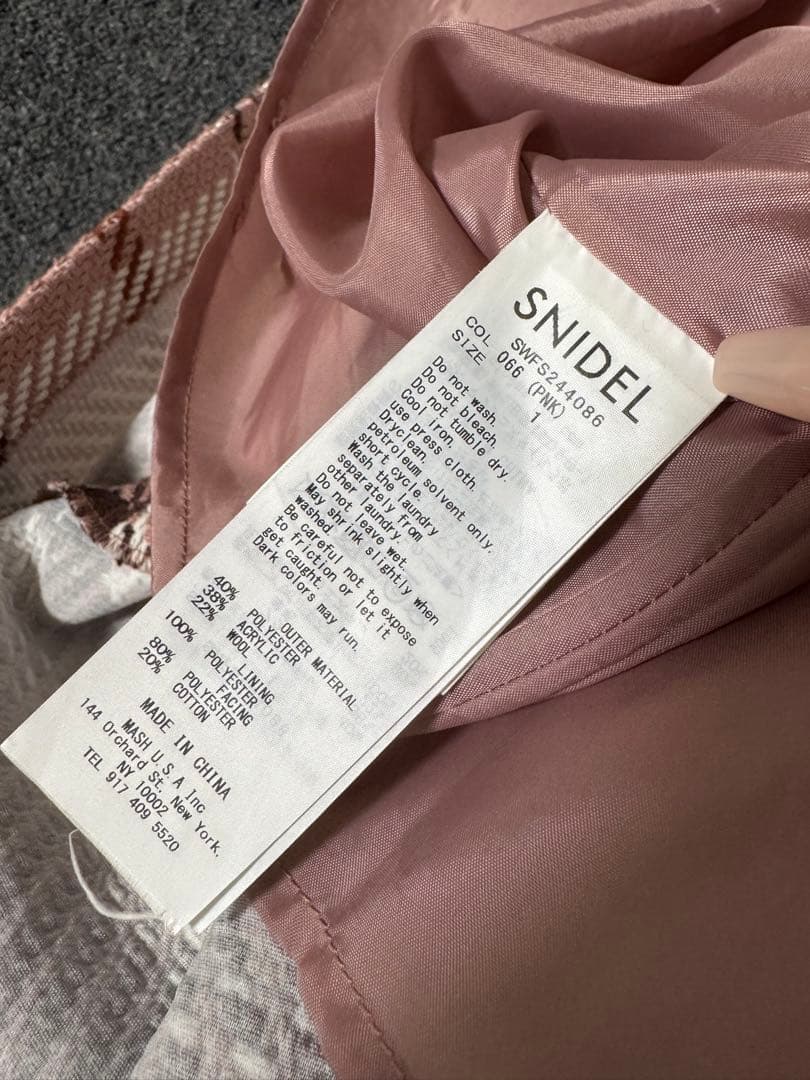 SNIDEL
SWFS244086
COL 066 (PNK)
SIZE 1
Do not wash.
Do not bleach.
Do not tumble dry.
Cool iron.
use press cloth.
Dryclean.
petroleum solvent only.
short cycle.
Wash the laundry
separately from
other laundry.
Do not leave wet.
May shrink slightly when
washed.
Be careful not to expose
to friction or let it
get caught.
Dark colors may run.
OUTER MATERIAL
40% POLYESTER
38% ACRYLIC
22% WOOL
LINING
100% POLYESTER
FACING
80% POLYESTER
20% COTTON
MADE IN CHINA
MASH U.S.A Inc
144 Orchard St, New York,
NY 10002
TEL 917 409 5520